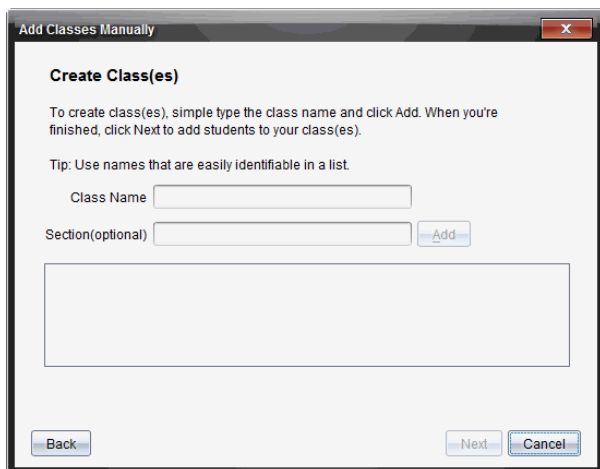 Add Classes Manually
Create Class(es)
To create class(es), simple type the class name and click Add. When you're
finished, click Next to add students to your class(es).
Tip: Use names that are easily identifiable in a list.
Class Name
Section(optional)
Add
Back
Next
Cancel